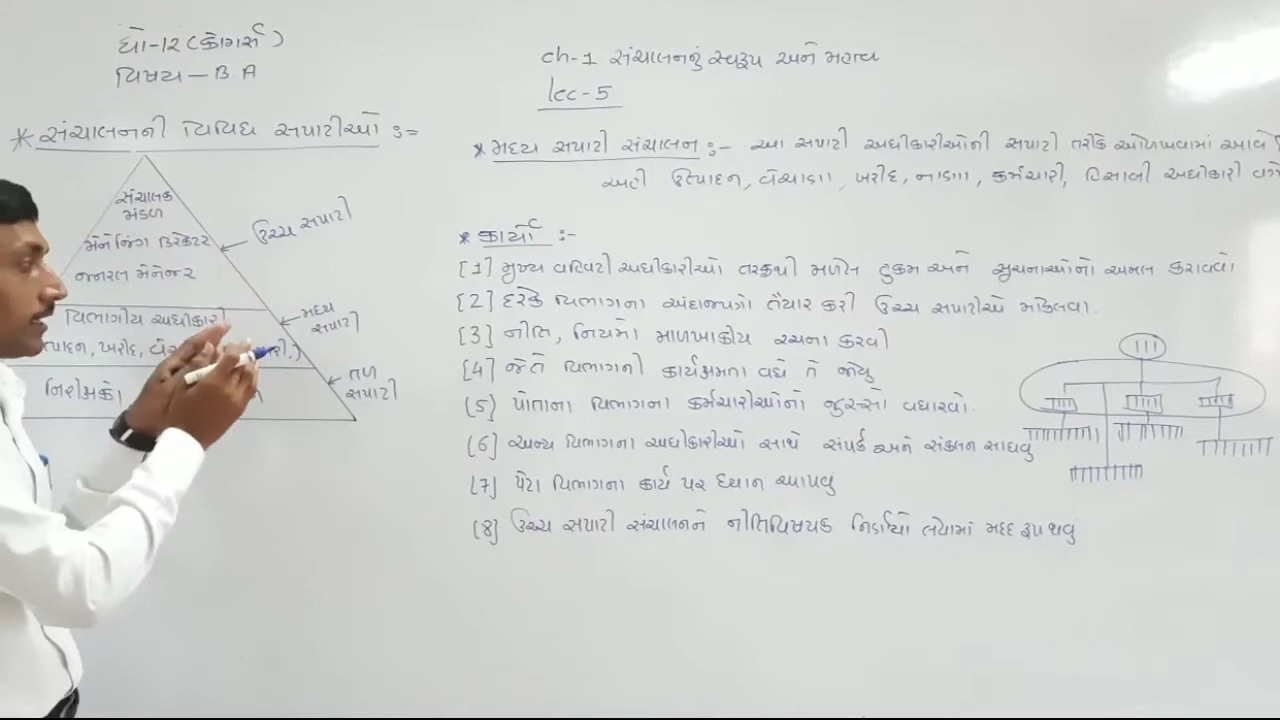 ધો-૧૨ (કોમર્સ)
વિષય – B.A
ch-1 સંચાલનનું સ્વરૂપ અને મહત્વ
lec-5
* સંચાલનની વિવિધ સપાટીઓ :=
સંચાલક
મંડળ
મેનેજિંગ ડિરેક્ટર
જનરલ મેનેજર
ઉચ્ચ સપાટી
વિભાગીય અધીકારી
ખરીદ,
મધ્ય
સપાટી
નિરીક્ષકો
તળ
સપાટી
* મધ્ય સપાટી સંચાલન :- આ સપાટી અધીકારીઓની સપાટી તરીકે ઓળખવામાં આવે
ઉત્પાદન, વેચાણ, ખરીદ, નાણા, કર્મચારી, હિસાબી અધીકારી વગે
* કાર્યો :-
[1] મુખ્ય વહિવટી અધીકારીઓ તરફથી મળેલ હુકમ અને સુચનાઓનો અમલ કરાવવો
[2] દરેક વિભાગના અંદાજપત્રો તૈયાર કરી ઉચ્ચ સપાટીએ મોકલવા.
[3] નીતિ, નિયમો માળખાકીય રચના કરવી
[4] જેતે વિભાગની કાર્યક્ષમતા વધે તે જોવુ
(5] પોતાના વિભાગના કર્મચારીઓનો જુસ્સો વધારવો.
(6] અન્ય વિભાગના અધીકારીઓ સાથે સંપર્ક અને સંકલન સાધવુ
[7] પેટા વિભાગના કાર્ય પર ધ્યાન આપવુ
[8] ઉચ્ચ સપાટી સંચાલનને નીતિવિષયક નિર્ણયો લેવામાં મદદ રૂપ થવુ